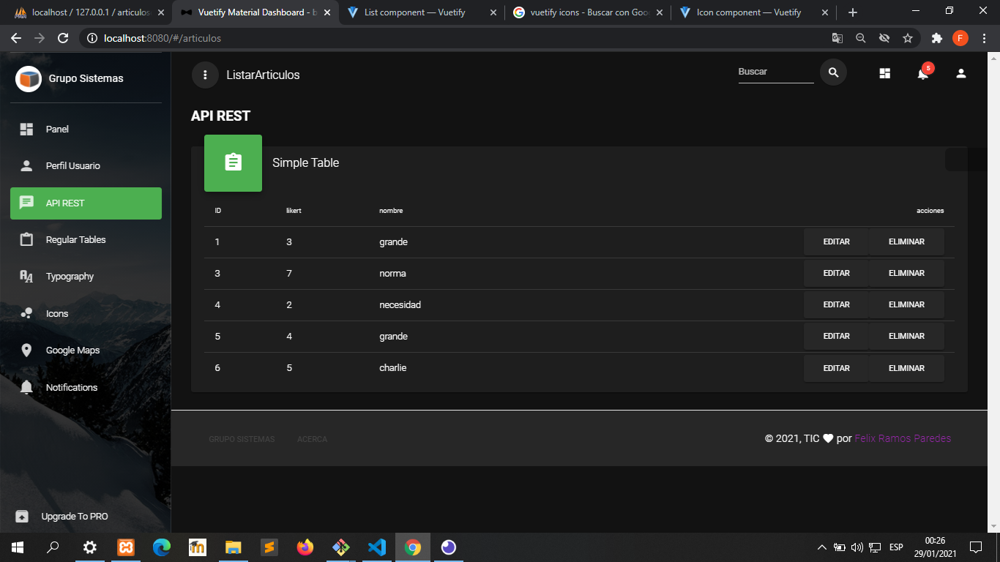 localhost / 127.0.0.1 / articulos
Vuetify Material Dashboard - b
List component — Vuetify
vuetify icons - Buscar con Goo
Icon component — Vuetify
localhost:8080/#/articulos
F
Grupo Sistemas
ListarArticulos
Buscar
5
Panel
Perfil Usuario
API REST
Regular Tables
Typography
Icons
Google Maps
Notifications
Upgrade To PRO
API REST
Simple Table
ID likert nombre acciones
1 3 grande EDITAR ELIMINAR
3 7 norma EDITAR ELIMINAR
4 2 necesidad EDITAR ELIMINAR
5 4 grande EDITAR ELIMINAR
6 5 charlie EDITAR ELIMINAR
GRUPO SISTEMAS ACERCA
© 2021, TIC ♥ por Felix Ramos Paredes
ESP
00:26
29/01/2021